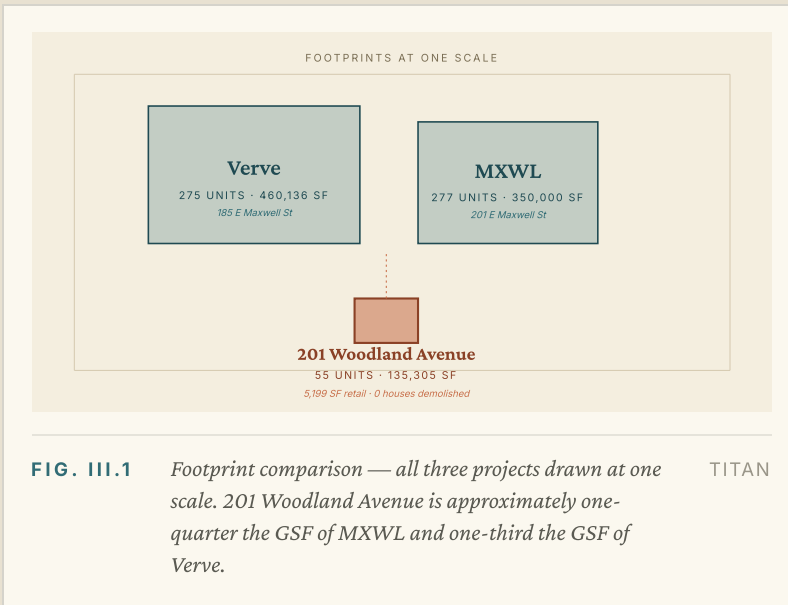 FOOTPRINTS AT ONE SCALE
Verve
275 UNITS · 460,136 SF
185 E Maxwell St
MXWL
277 UNITS · 350,000 SF
201 E Maxwell St
201 Woodland Avenue
55 UNITS · 135,305 SF
5,199 SF retail · 0 houses demolished
FIG. III.1
Footprint comparison — all three projects drawn at one
scale. 201 Woodland Avenue is approximately one-
quarter the GSF of MXWL and one-third the GSF of
Verve.
TITAN